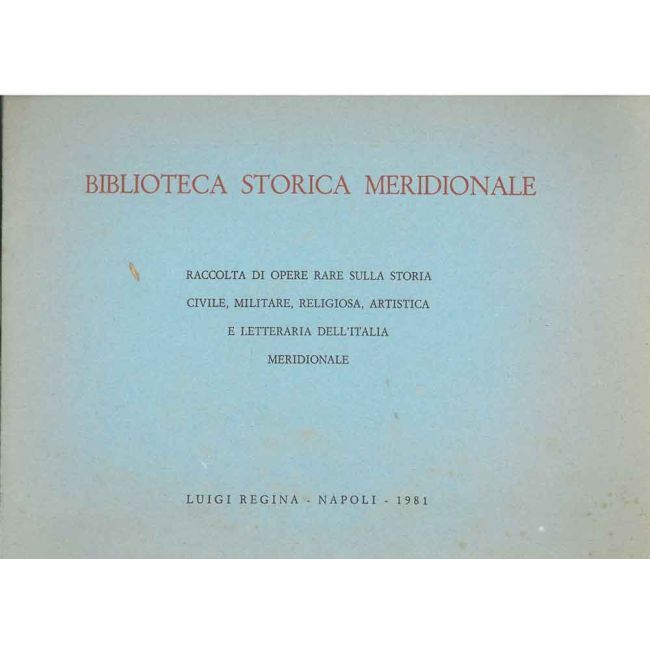 BIBLIOTECA STORICA MERIDIONALE
RACCOLTA DI OPERE RARE SULLA STORIA
CIVILE, MILITARE, RELIGIOSA, ARTISTICA
E LETTERARIA DELL'ITALIA
MERIDIONALE
LUIGI REGINA - NAPOLI - 1981